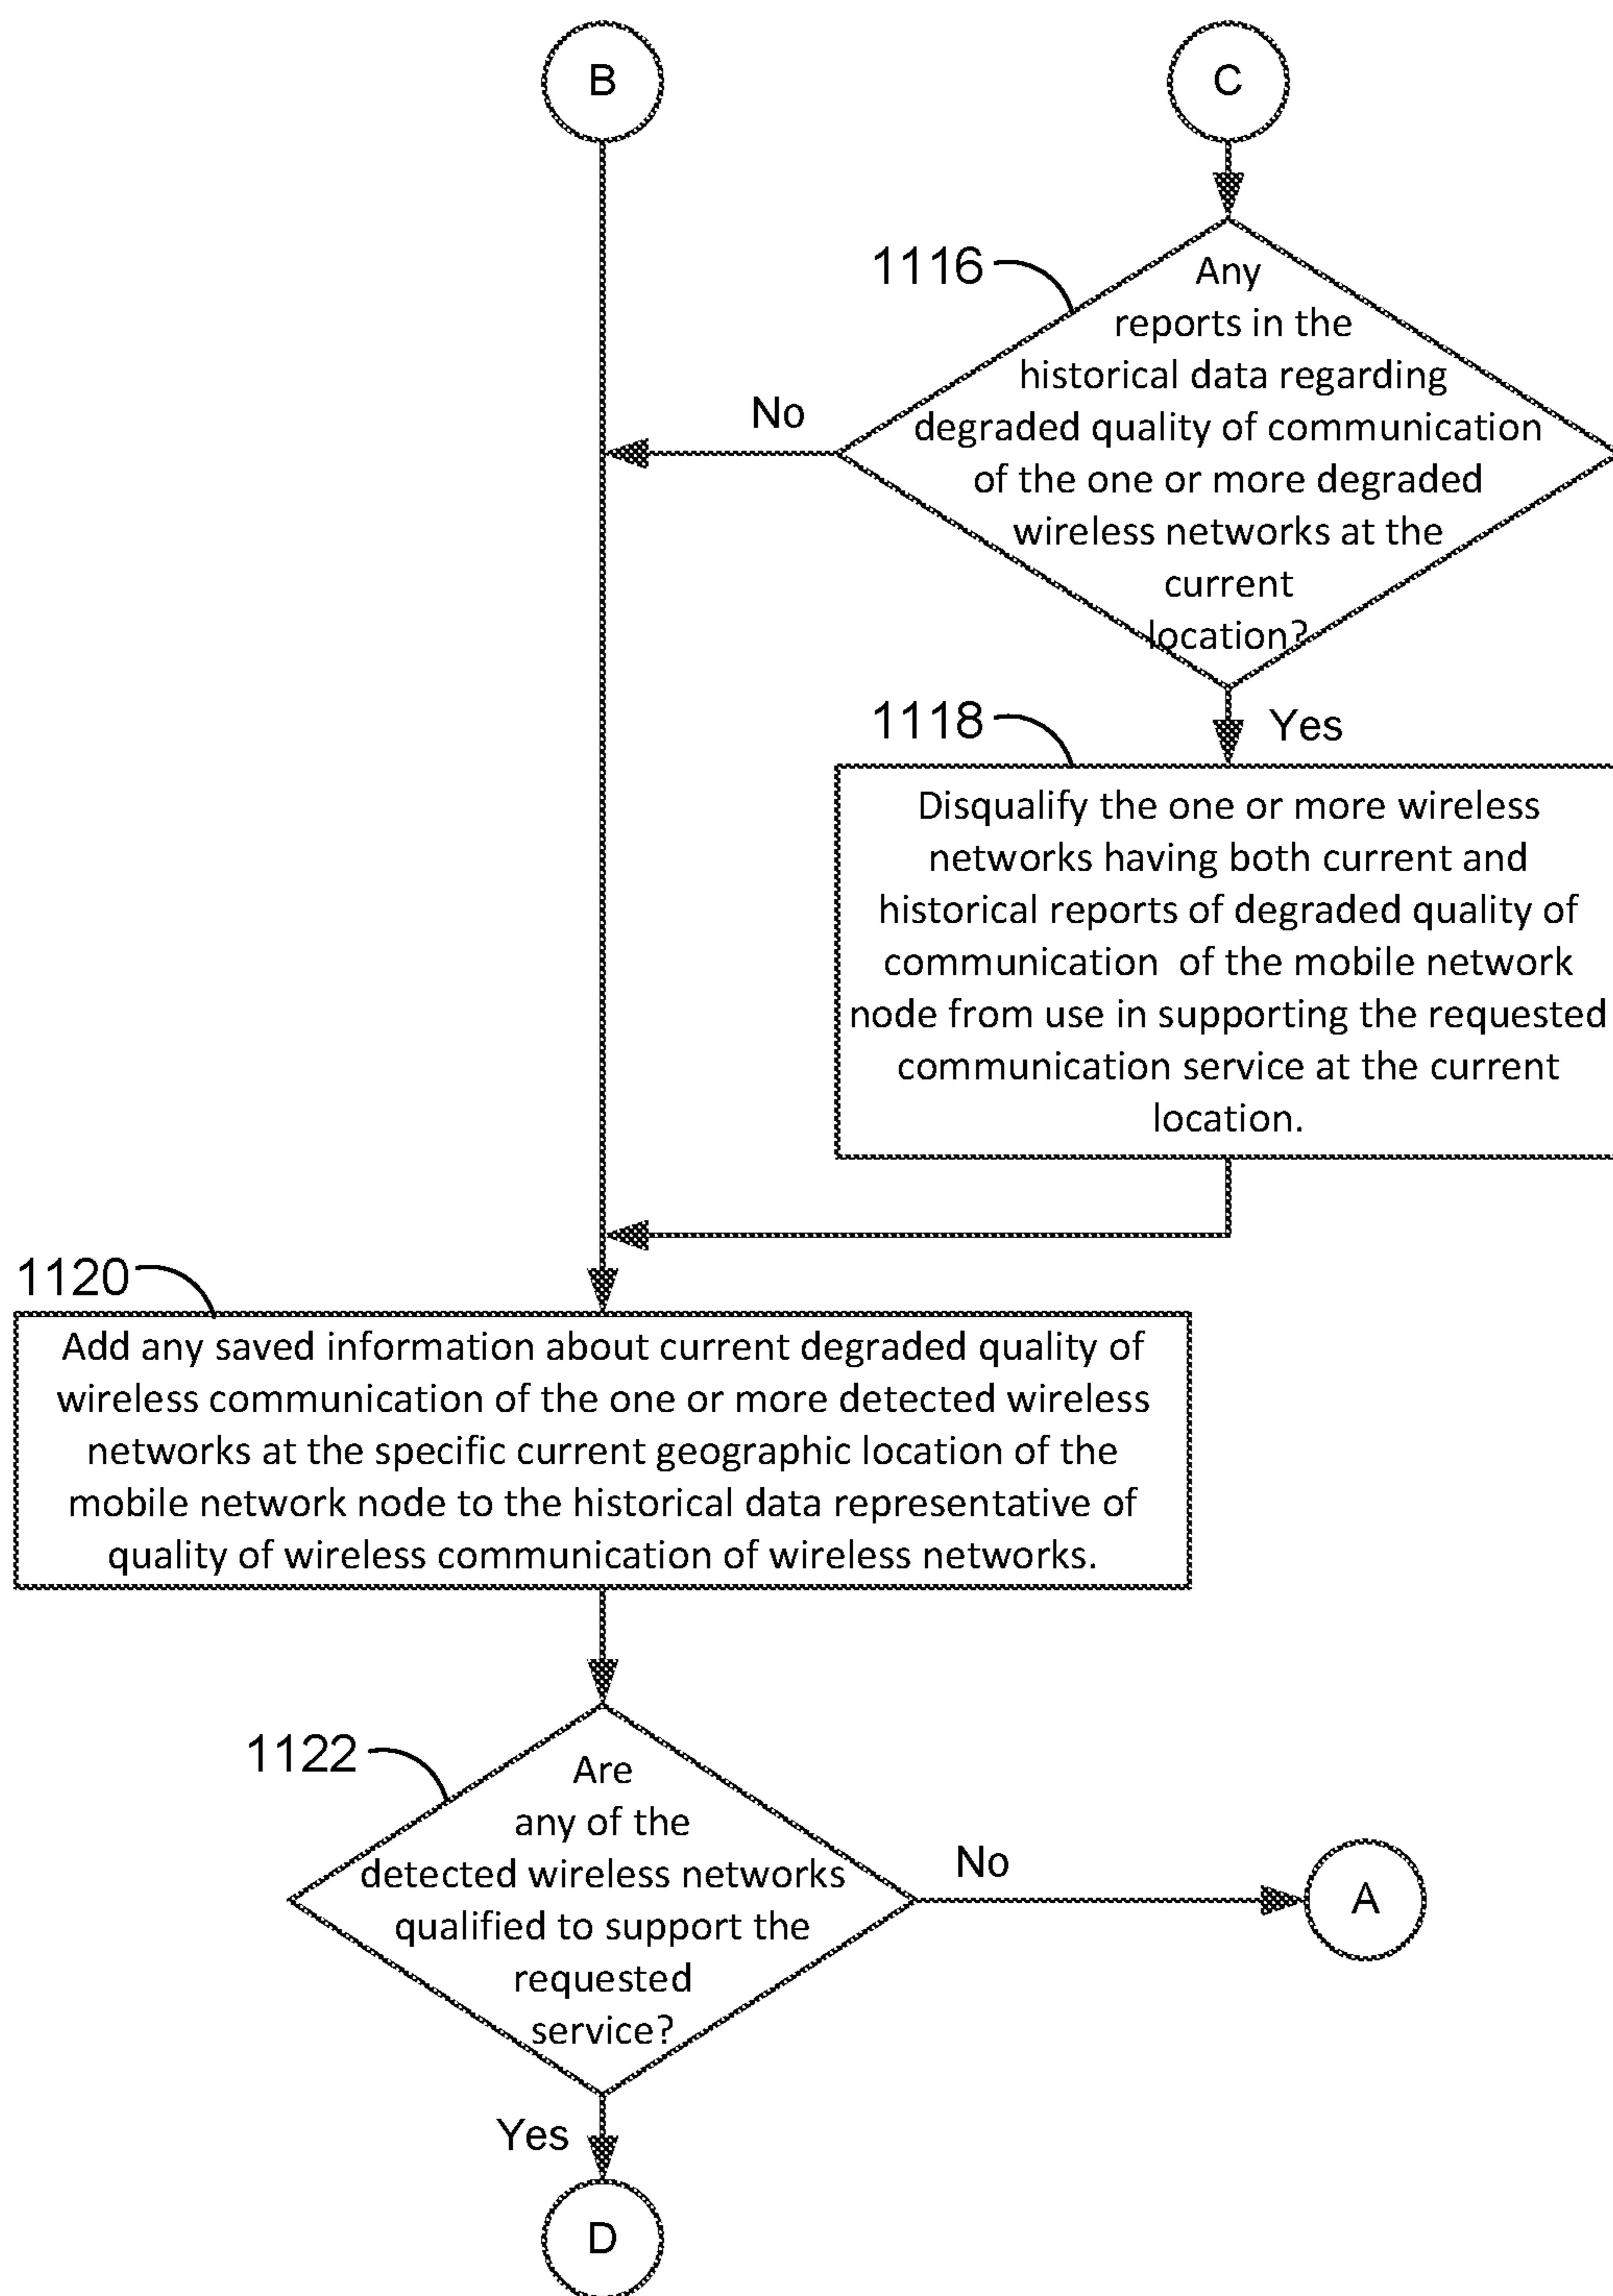 B
C
1116
Any
reports in the
historical data regarding
degraded quality of communication
of the one or more degraded
wireless networks at the
current
location?
No
Yes
1118
Disqualify the one or more wireless
networks having both current and
historical reports of degraded quality of
communication of the mobile network
node from use in supporting the requested
communication service at the current
location.
1120
Add any saved information about current degraded quality of
wireless communication of the one or more detected wireless
networks at the specific current geographic location of the
mobile network node to the historical data representative of
quality of wireless communication of wireless networks.
1122
Are
any of the
detected wireless networks
qualified to support the
requested
service?
No
A
Yes
D